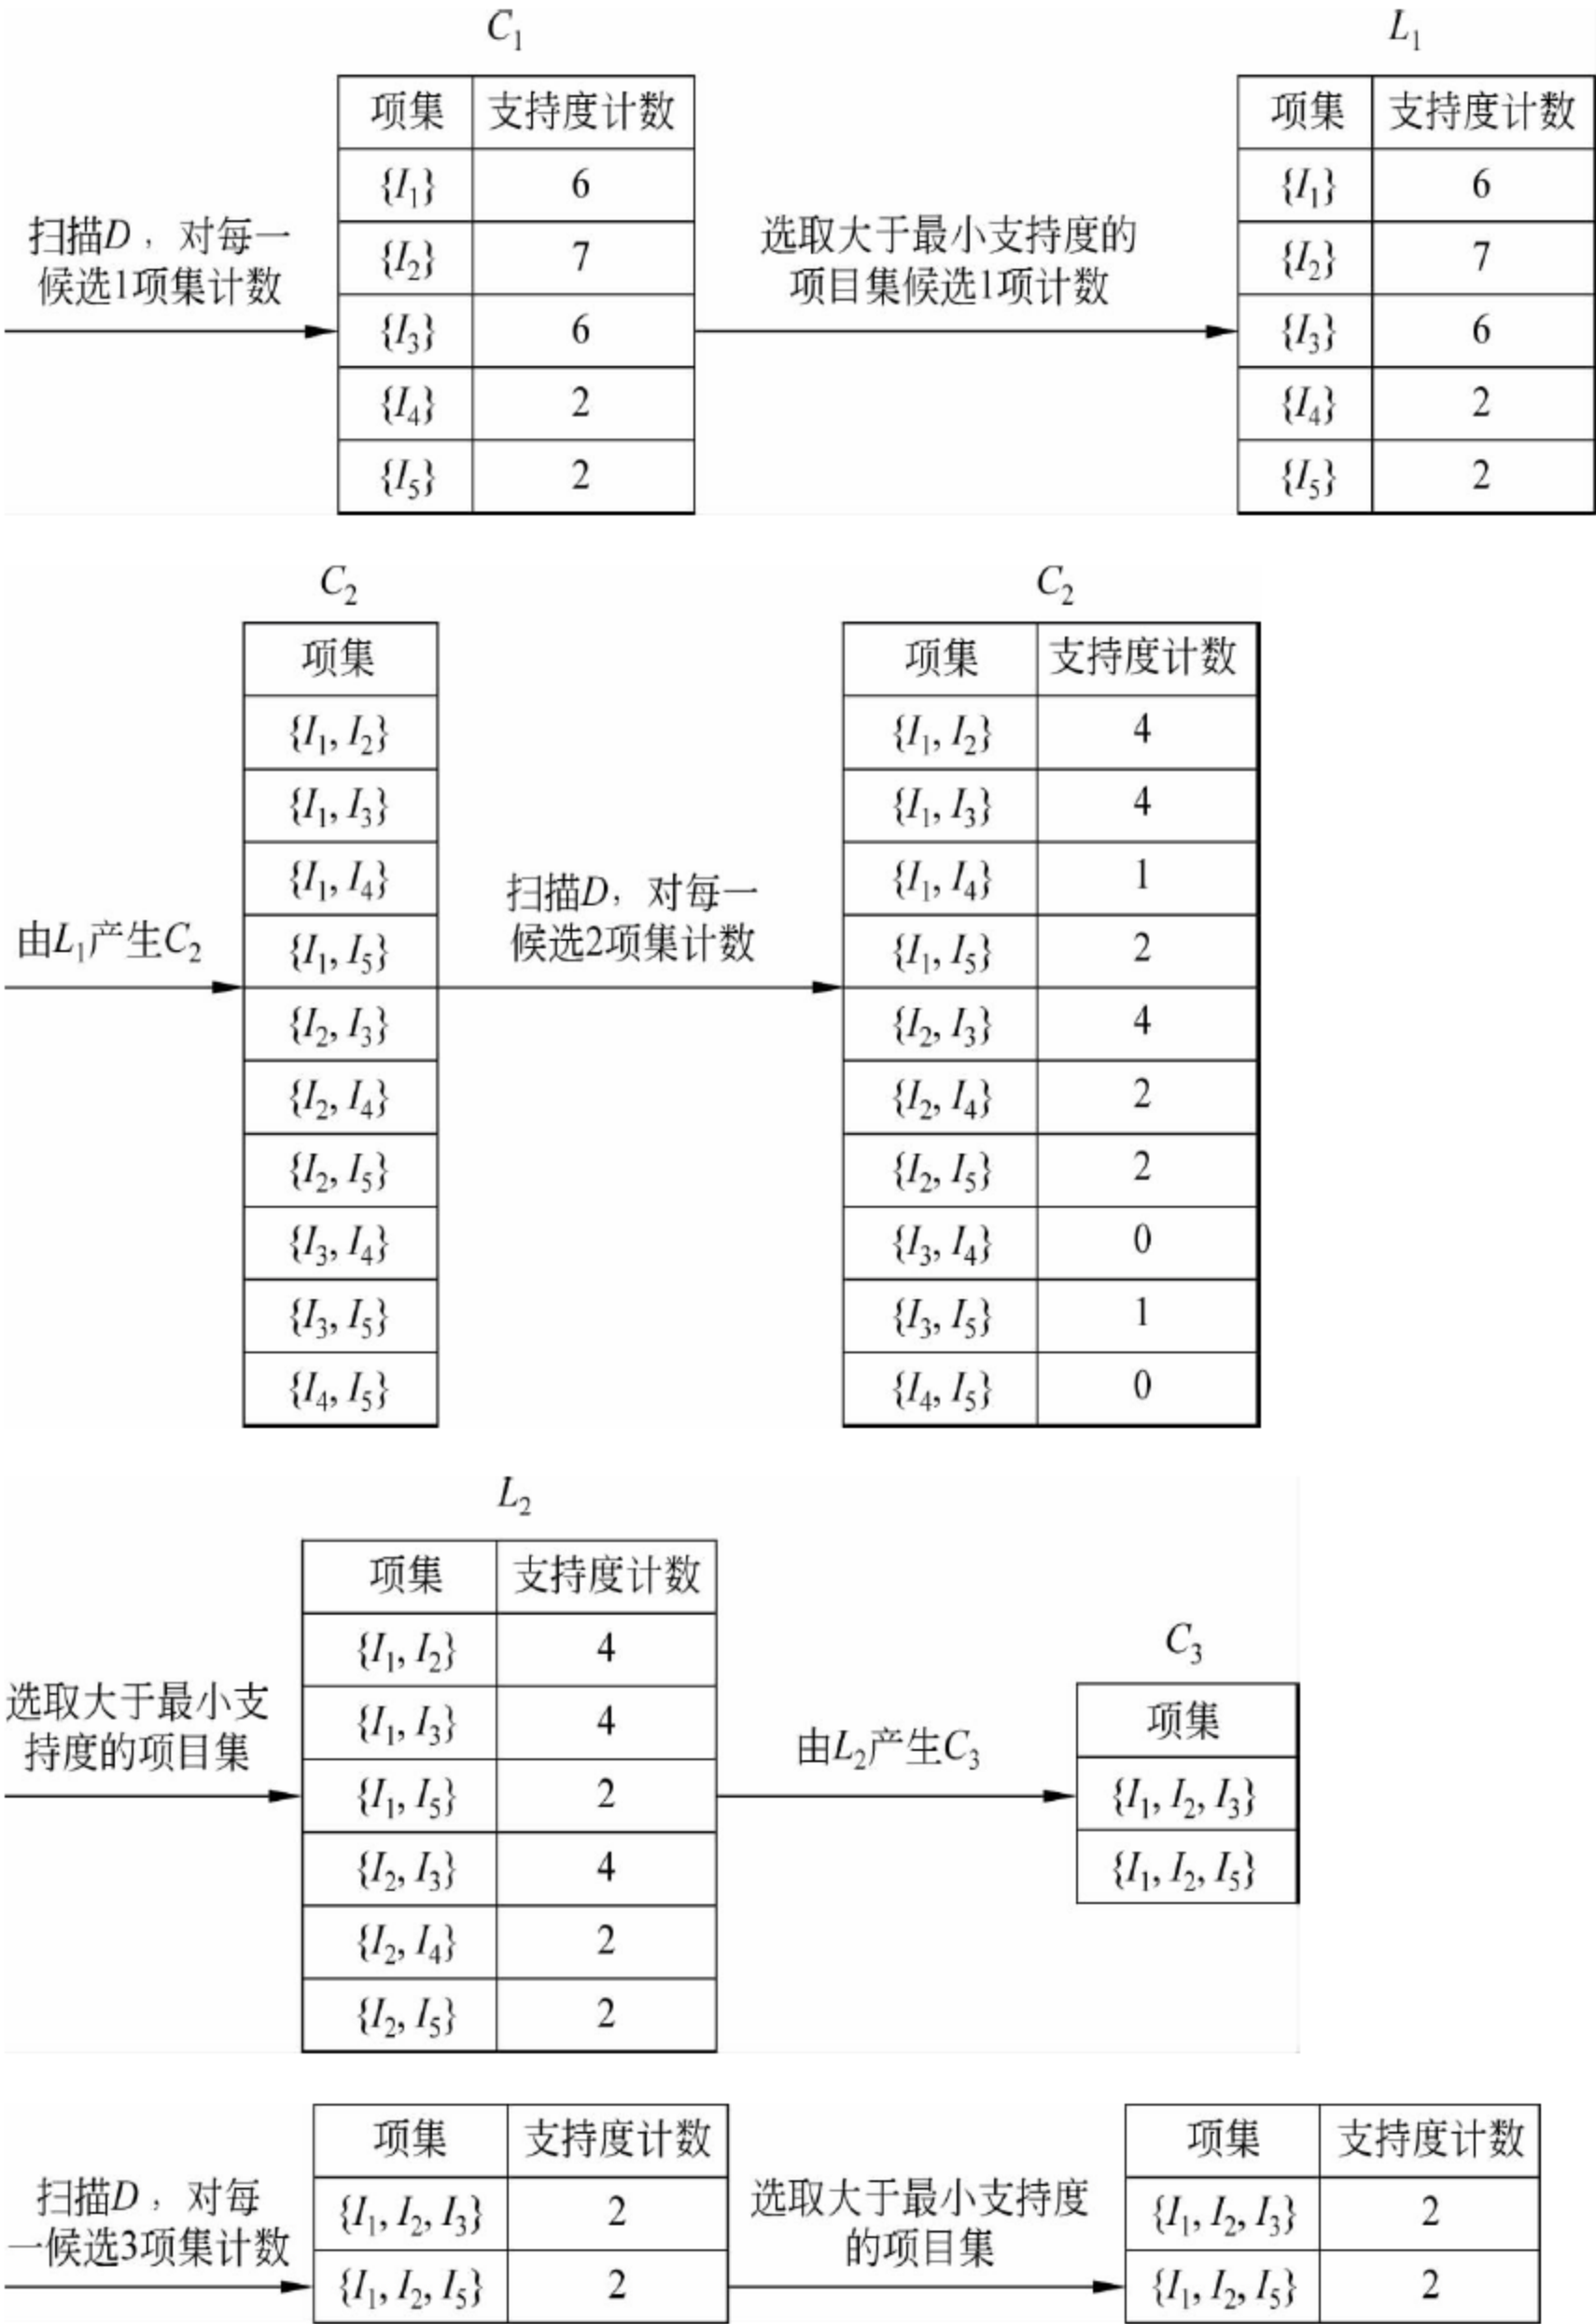 C₁
L₁
项集 支持度计数
{I₁} 6
{I₂} 7
{I₃} 6
{I₄} 2
{I₅} 2
扫描D，对每一
候选1项集计数
选取大于最小支持度的
项目集候选1项计数
项集 支持度计数
{I₁} 6
{I₂} 7
{I₃} 6
{I₄} 2
{I₅} 2
C₂
C₂
由L₁产生C₂
项集
{I₁, I₂}
{I₁, I₃}
{I₁, I₄}
{I₁, I₅}
{I₂, I₃}
{I₂, I₄}
{I₂, I₅}
{I₃, I₄}
{I₃, I₅}
{I₄, I₅}
扫描D，对每一
候选2项集计数
项集 支持度计数
{I₁, I₂} 4
{I₁, I₃} 4
{I₁, I₄} 1
{I₁, I₅} 2
{I₂, I₃} 4
{I₂, I₄} 2
{I₂, I₅} 2
{I₃, I₄} 0
{I₃, I₅} 1
{I₄, I₅} 0
L₂
选取大于最小支
持度的项目集
项集 支持度计数
{I₁, I₂} 4
{I₁, I₃} 4
{I₁, I₅} 2
{I₂, I₃} 4
{I₂, I₄} 2
{I₂, I₅} 2
由L₂产生C₃
C₃
项集
{I₁, I₂, I₃}
{I₁, I₂, I₅}
扫描D，对每
一候选3项集计数
项集 支持度计数
{I₁, I₂, I₃} 2
{I₁, I₂, I₅} 2
选取大于最小支持度
的项目集
项集 支持度计数
{I₁, I₂, I₃} 2
{I₁, I₂, I₅} 2